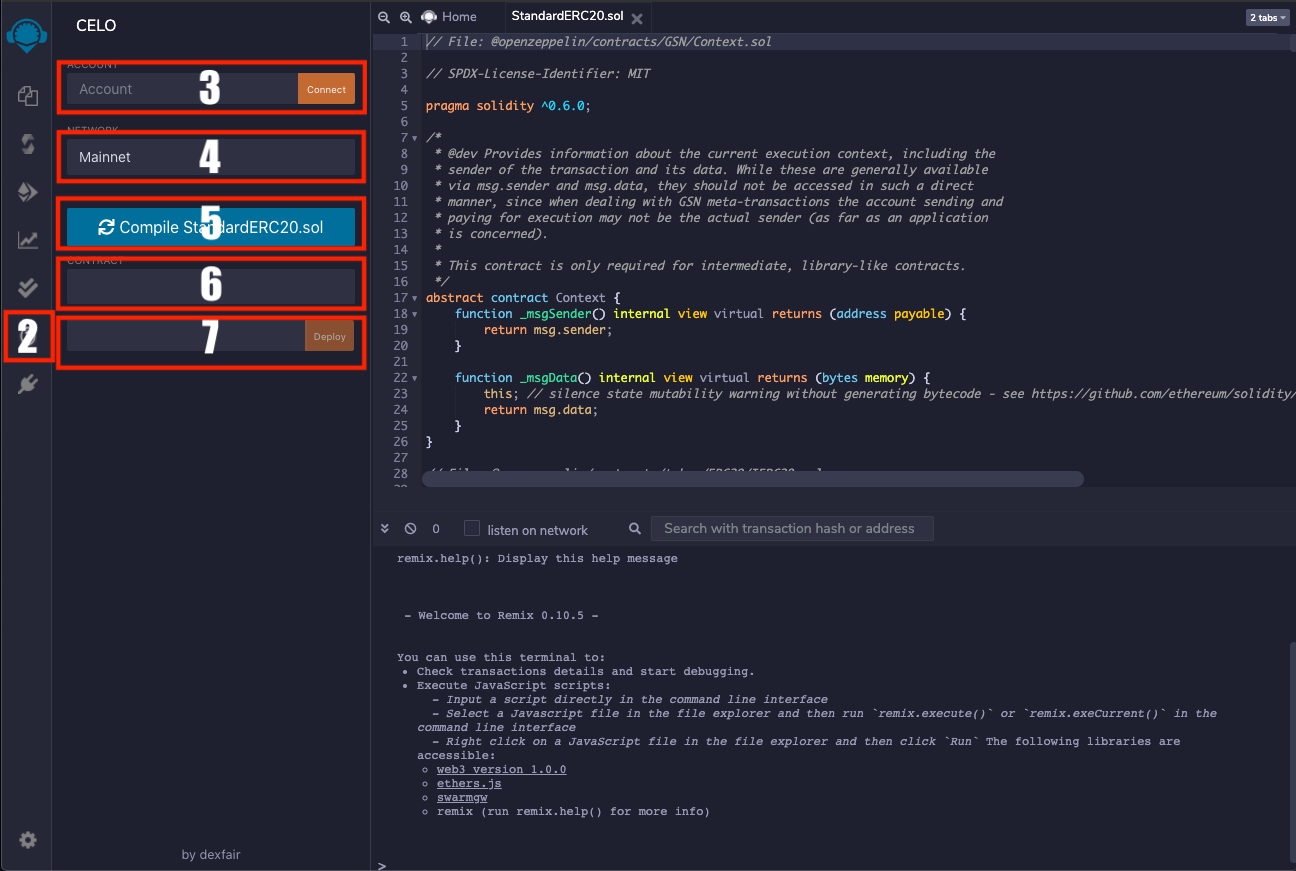 CELO
ACCOUNT
Account
3
Connect
NETWORK
Mainnet
4
5
Compile StandardERC20.sol
CONTRACT
6
2
7
Deploy
by dexfair
Home
StandardERC20.sol
2 tabs
1 // File: @openzeppelin/contracts/GSN/Context.sol
2
3 // SPDX-License-Identifier: MIT
4
5 pragma solidity ^0.6.0;
6
7 /*
8 * @dev Provides information about the current execution context, including the
9 * sender of the transaction and its data. While these are generally available
10 * via msg.sender and msg.data, they should not be accessed in such a direct
11 * manner, since when dealing with GSN meta-transactions the account sending and
12 * paying for execution may not be the actual sender (as far as an application
13 * is concerned).
14 *
15 * This contract is only required for intermediate, library-like contracts.
16 */
17 abstract contract Context {
18 function _msgSender() internal view virtual returns (address payable) {
19 return msg.sender;
20 }
21
22 function _msgData() internal view virtual returns (bytes memory) {
23 this; // silence state mutability warning without generating bytecode - see https://github.com/ethereum/solidity/
24 return msg.data;
25 }
26 }
27
28
0
listen on network
Search with transaction hash or address
remix.help(): Display this help message
- Welcome to Remix 0.10.5 -
You can use this terminal to:
• Check transactions details and start debugging.
• Execute JavaScript scripts:
- Input a script directly in the command line interface
- Select a Javascript file in the file explorer and then run `remix.execute()` or `remix.exeCurrent()` in the
command line interface
- Right click on a JavaScript file in the file explorer and then click `Run` The following libraries are
accessible:
○ web3 version 1.0.0
○ ethers.js
○ swarmgw
○ remix (run remix.help() for more info)
>